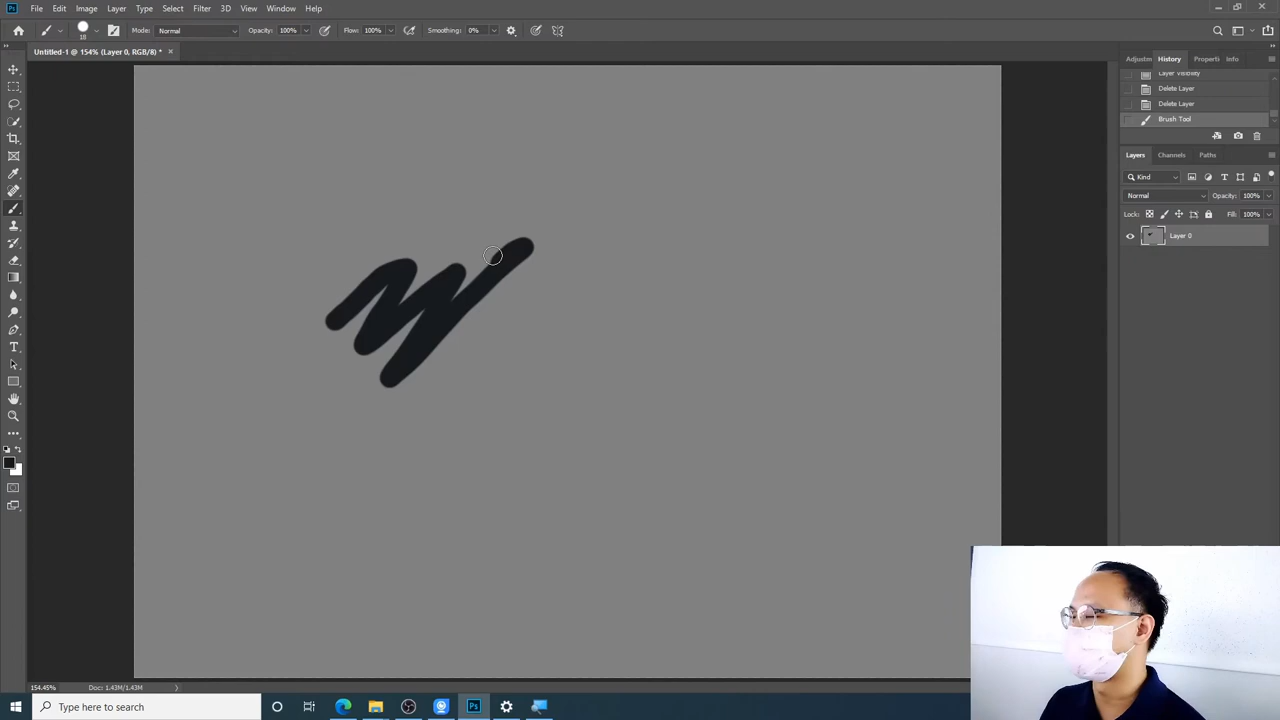 Ps File Edit Image Layer Type Select Filter 3D View Window Help
18 Mode: Normal Opacity: 100% Flow: 100% Smoothing: 0%
Untitled-1 @ 154% (Layer 0, RGB/8) *
Adjustm History Properti Info
Layer Visibility
Delete Layer
Delete Layer
Brush Tool
Layers Channels Paths
Kind
Normal Opacity: 100%
Lock: Fill: 100%
Layer 0
154.45% Doc: 1.43M/1.43M
Type here to search
Ps